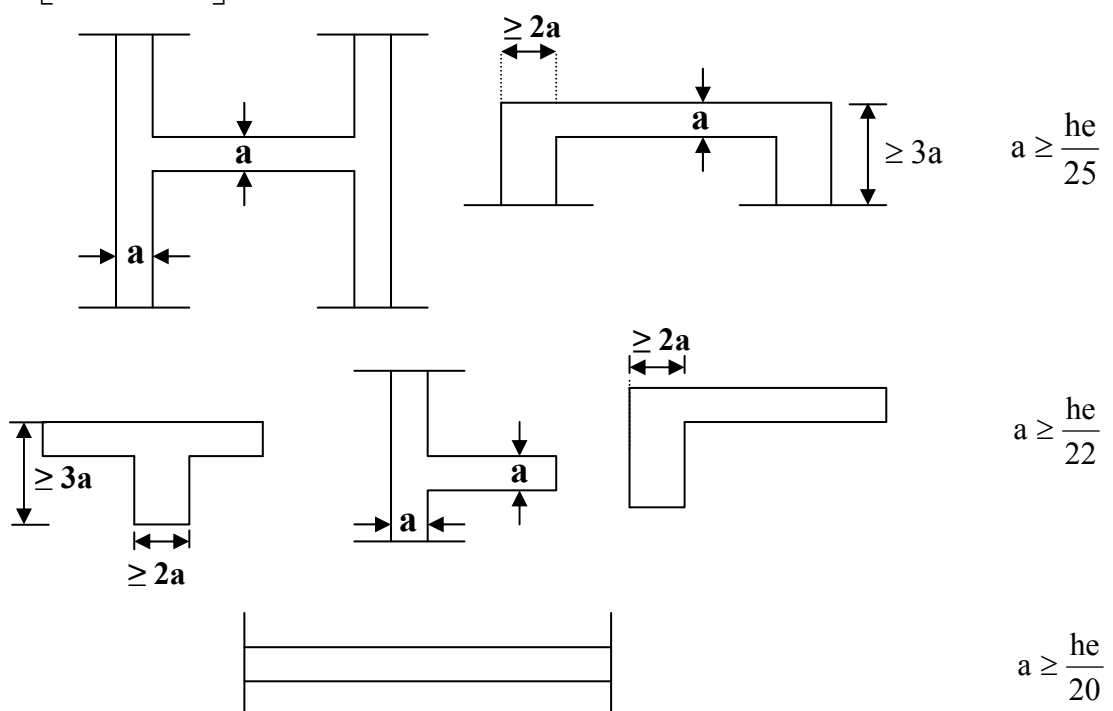 ≥ 2a
a
a
≥ 3a
a ≥ he/25
a
≥ 2a
≥ 3a
a
a
≥ 2a
a ≥ he/22
a ≥ he/20